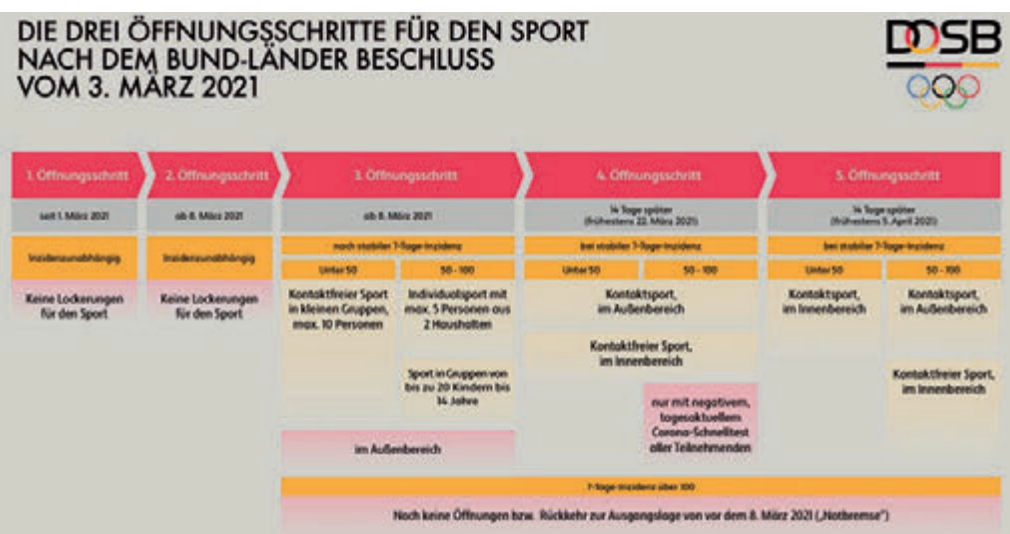 DIE DREI ÖFFNUNGSSCHRITTE FÜR DEN SPORT
NACH DEM BUND-LÄNDER BESCHLUSS
VOM 3. MÄRZ 2021
DOSB
1. Öffnungsschritt
2. Öffnungsschritt
3. Öffnungsschritt
4. Öffnungsschritt
5. Öffnungsschritt
seit 1. März 2021
ab 8. März 2021
ab 8. März 2021
14 Tage später
(frühestens 22. März 2021)
14 Tage später
(frühestens 5. April 2021)
Inzidenzunabhängig
Inzidenzunabhängig
nach stabiler 7-Tage-Inzidenz
bei stabiler 7-Tage-Inzidenz
bei stabiler 7-Tage-Inzidenz
Unter 50
50 - 100
Unter 50
50 - 100
Unter 50
50 - 100
Keine Lockerungen
für den Sport
Keine Lockerungen
für den Sport
Kontaktfreier Sport
in kleinen Gruppen,
max. 10 Personen
Individualsport mit
max. 5 Personen aus
2 Haushalten
Sport in Gruppen von
bis zu 20 Kindern bis
14 Jahre
im Außenbereich
Kontaktsport,
im Außenbereich
Kontaktfreier Sport,
im Innenbereich
nur mit negativem,
tagesaktuellem
Corona-Schnelltest
aller Teilnehmenden
Kontaktsport,
im Innenbereich
Kontaktsport,
im Außenbereich
Kontaktfreier Sport,
im Innenbereich
7-Tage-Inzidenz über 100
Noch keine Öffnungen bzw. Rückkehr zur Ausgangslage von vor dem 8. März 2021 („Notbremse")